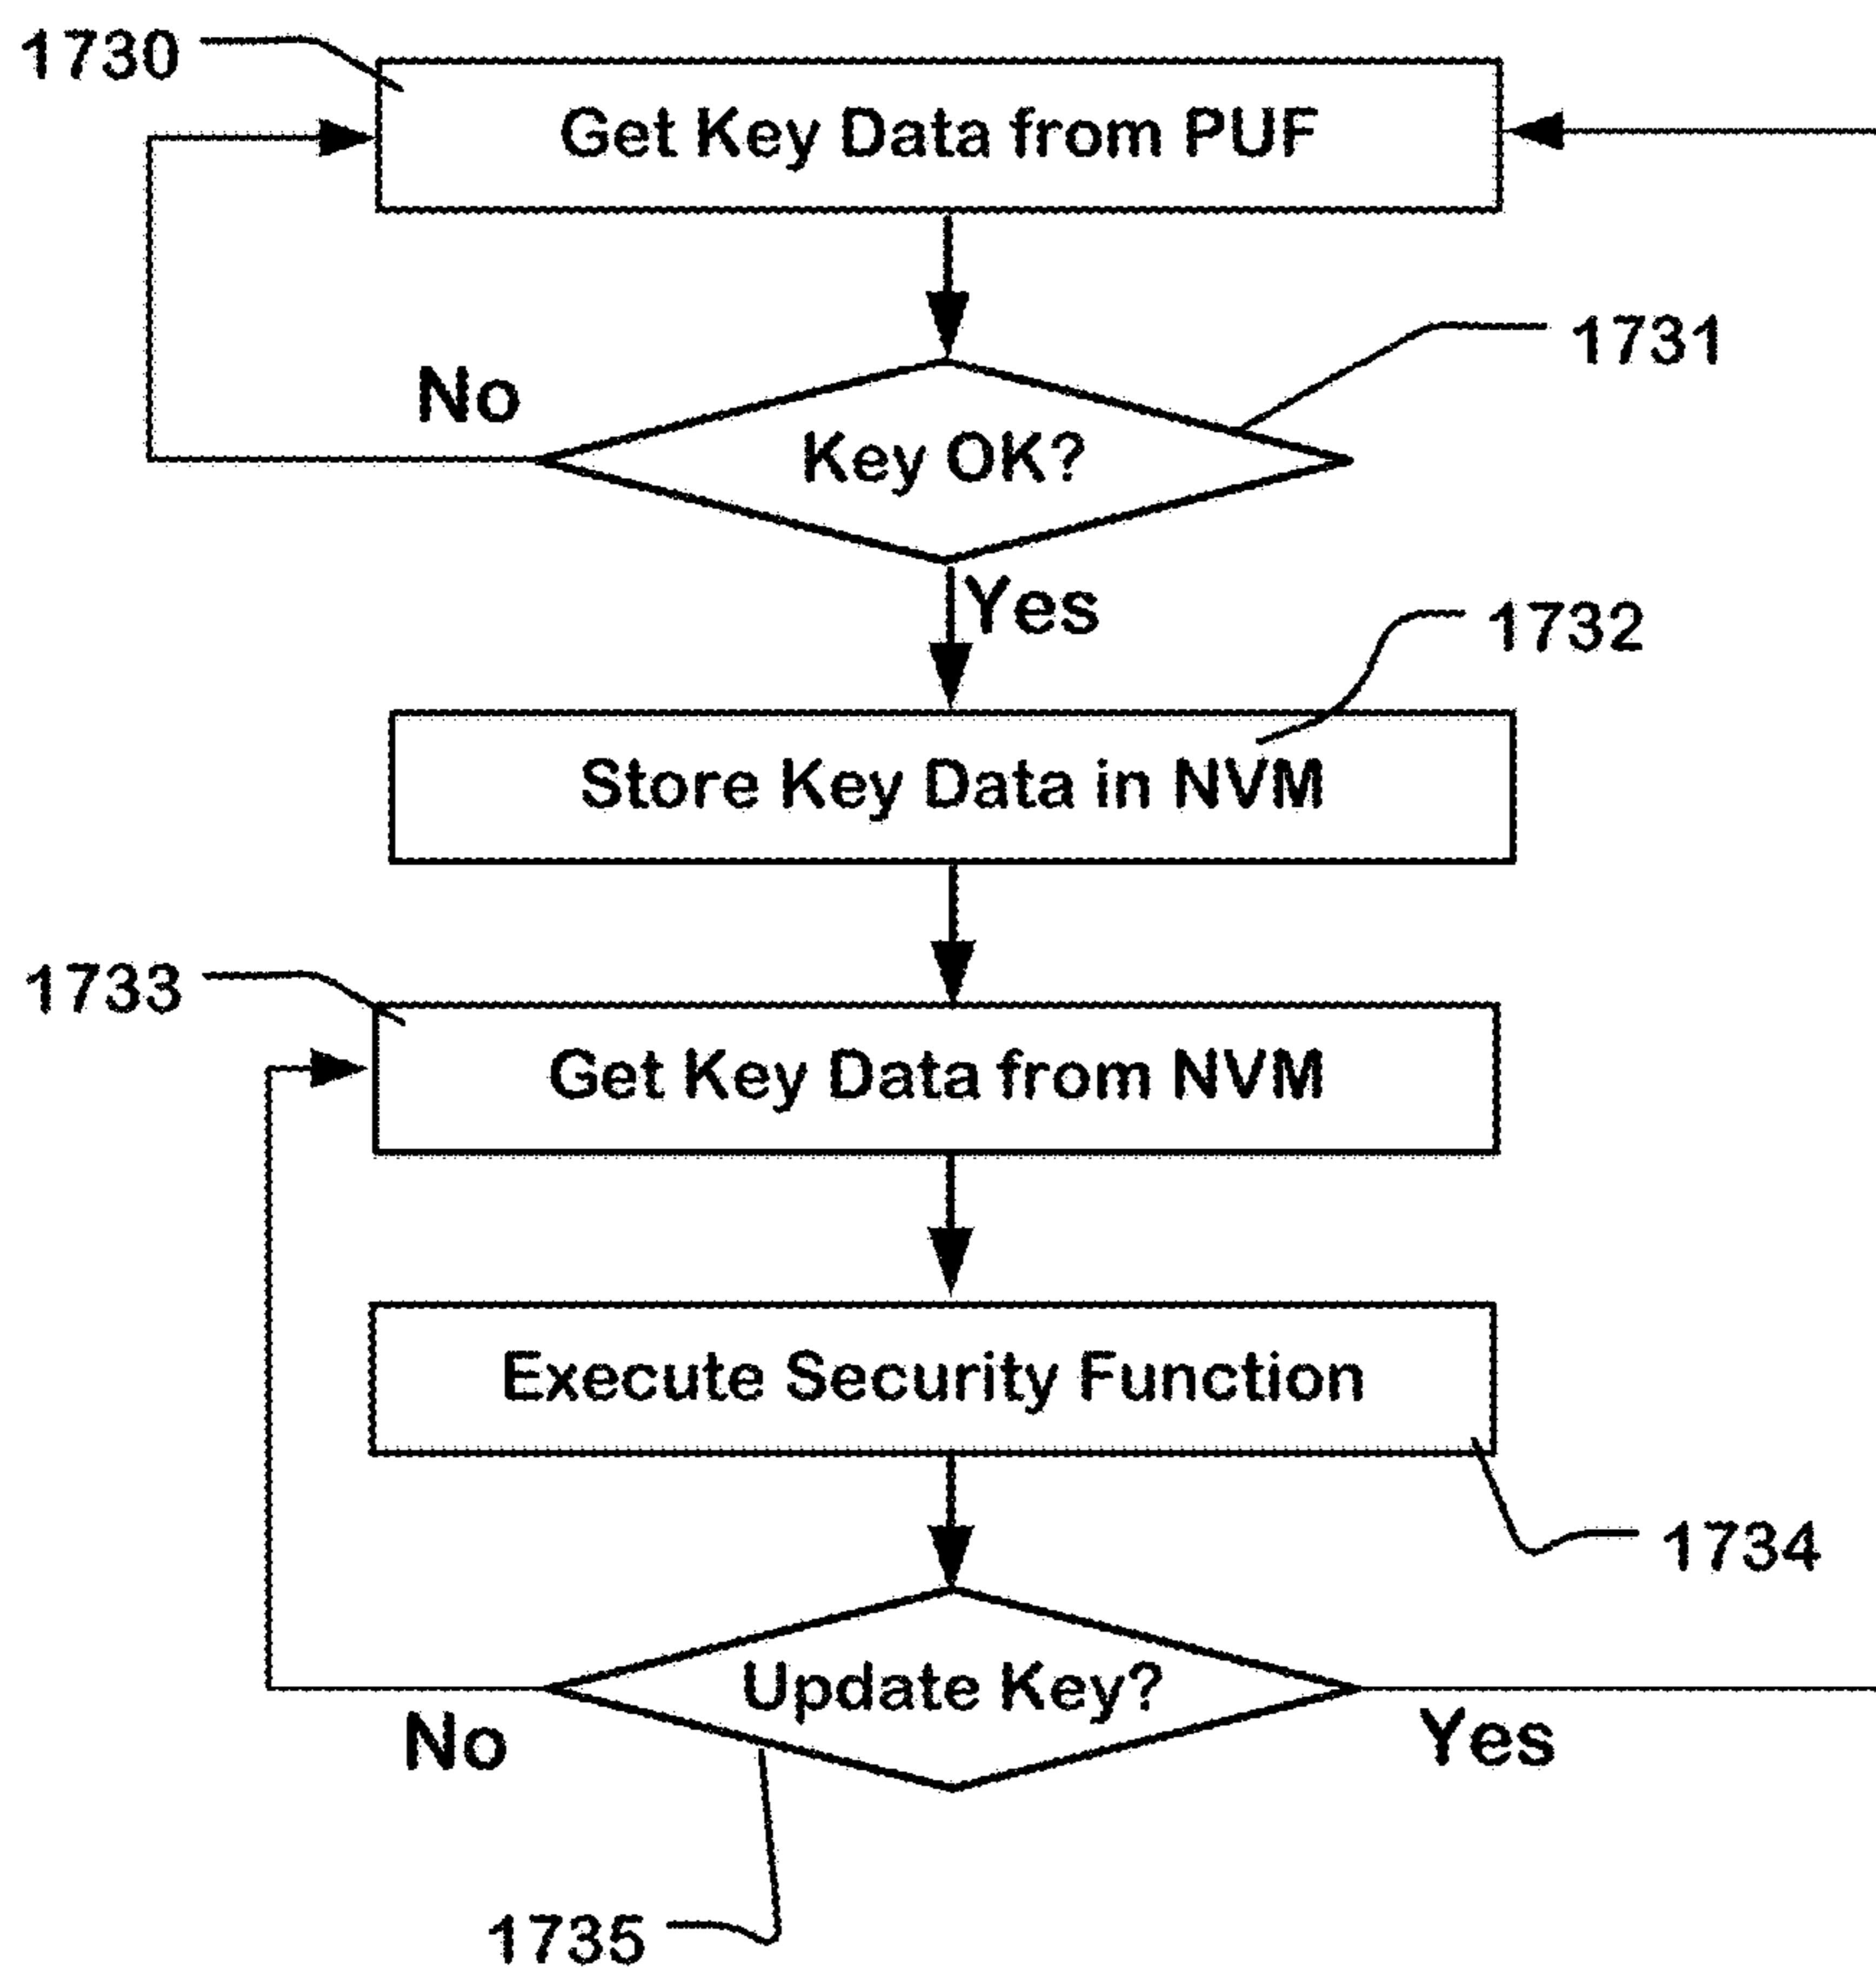 1730
Get Key Data from PUF
1731
No
Key OK?
Yes
1732
Store Key Data in NVM
1733
Get Key Data from NVM
Execute Security Function
1734
Update Key?
No
Yes
1735